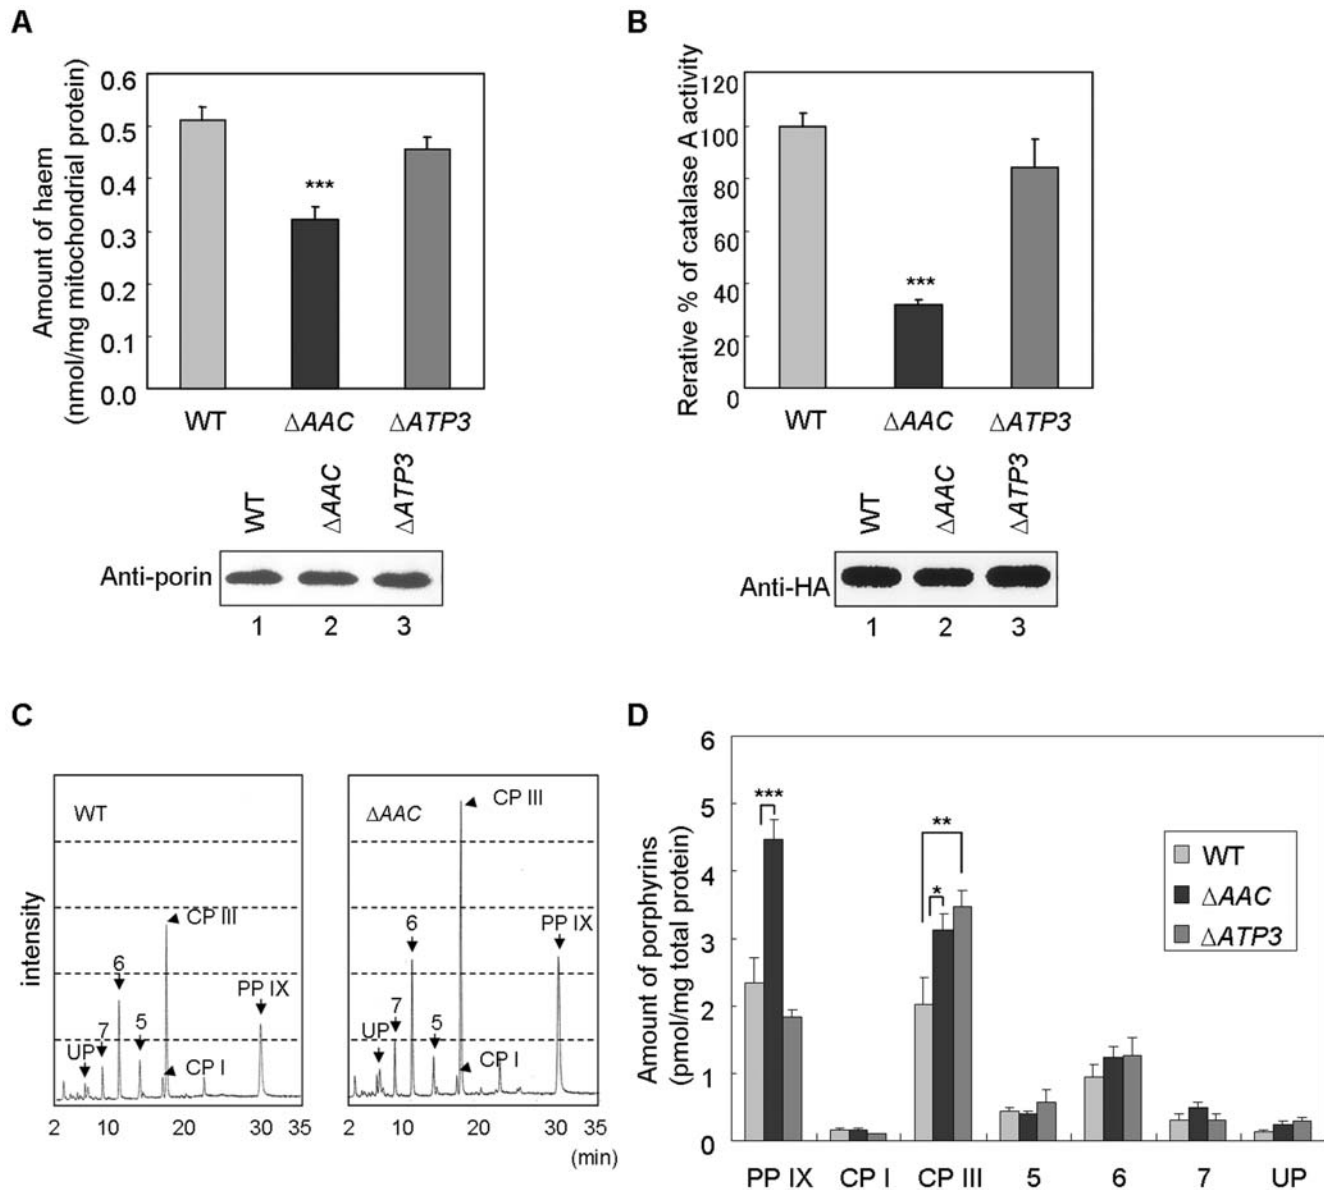 A
Amount of haem
(nmol/mg mitochondrial protein)
0.6
0.5
0.4
0.3
0.2
0.1
0.0
***
WT
ΔAAC
ΔATP3
WT
ΔAAC
ΔATP3
Anti-porin
1 2 3
B
Rerative % of catalase A activity
120
100
80
60
40
20
0
***
WT
ΔAAC
ΔATP3
WT
ΔAAC
ΔATP3
Anti-HA
1 2 3
C
intensity
WT
CP III
6
PP IX
7
5
UP
CP I
2 10 20 30 35
ΔAAC
CP III
6
PP IX
7
5
UP
CP I
2 10 20 30 35
(min)
D
Amount of porphyrins
(pmol/mg total protein)
6
5
4
3
2
1
0
***
**
*
WT
ΔAAC
ΔATP3
PP IX CP I CP III 5 6 7 UP